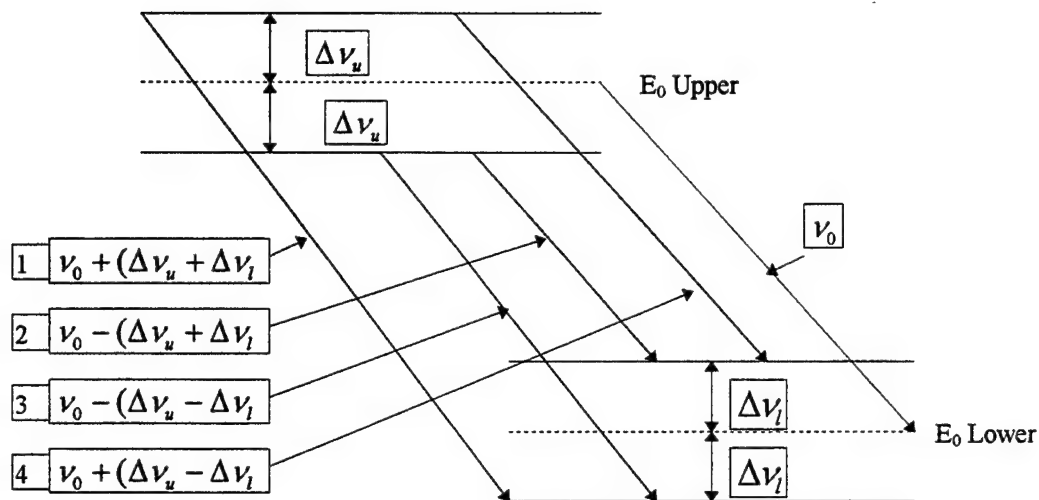 Δν_u
E₀ Upper
Δν_u
ν₀
1 ν₀ + (Δν_u + Δν_l
2 ν₀ − (Δν_u + Δν_l
3 ν₀ − (Δν_u − Δν_l
4 ν₀ + (Δν_u − Δν_l
Δν_l
E₀ Lower
Δν_l